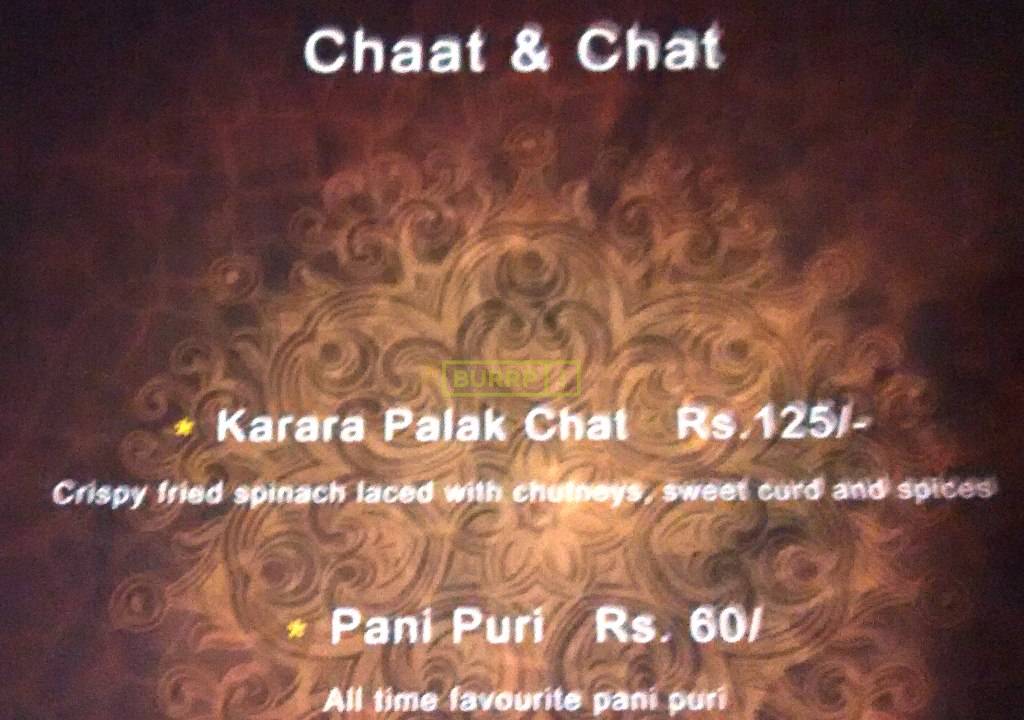 Chaat & Chat
BURRP
* Karara Palak Chat Rs.125/-
Crispy fried spinach laced with chutneys, sweet curd and spices
* Pani Puri Rs. 60/
All time favourite pani puri